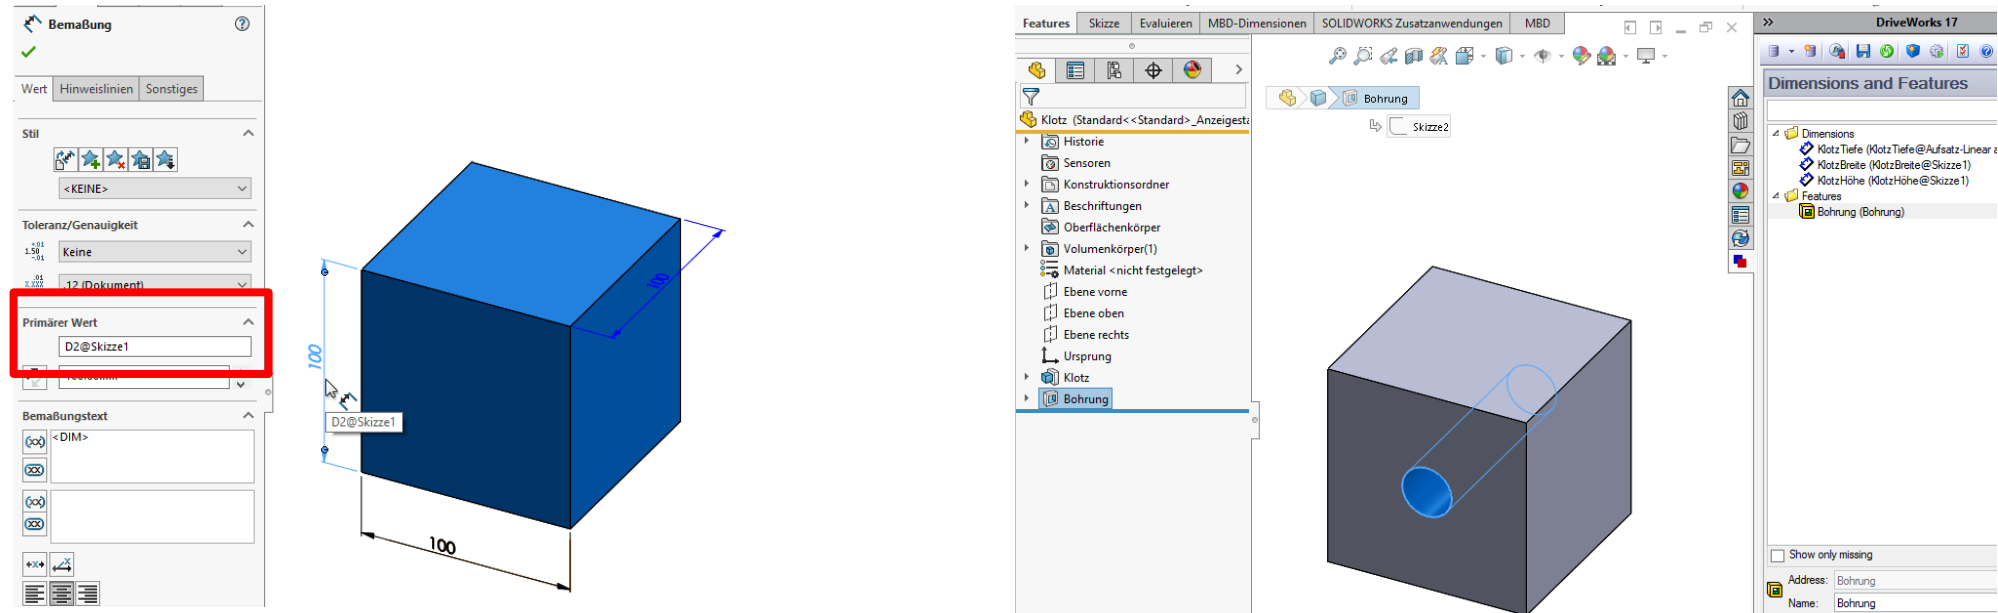 Bemaßung
Wert
Hinweislinien
Sonstiges
Stil
<KEINE>
Toleranz/Genauigkeit
Keine
.12 (Dokument)
Primärer Wert
D2@Skizze1
Bemaßungstext
<DIM>
100
100
100
D2@Skizze1
Features
Skizze
Evaluieren
MBD-Dimensionen
SOLIDWORKS Zusatzanwendungen
MBD
Klotz (Standard<<Standard>_Anzeigesta
Historie
Sensoren
Konstruktionsordner
Beschriftungen
Oberflächenkörper
Volumenkörper(1)
Material <nicht festgelegt>
Ebene vorne
Ebene oben
Ebene rechts
Ursprung
Klotz
Bohrung
Bohrung
Skizze2
DriveWorks 17
Dimensions and Features
Dimensions
KlotzTiefe (KlotzTiefe@Aufsatz-Linear a
KlotzBreite (KlotzBreite@Skizze1)
KlotzHöhe (KlotzHöhe@Skizze1)
Features
Bohrung (Bohrung)
Show only missing
Address: Bohrung
Name: Bohrung